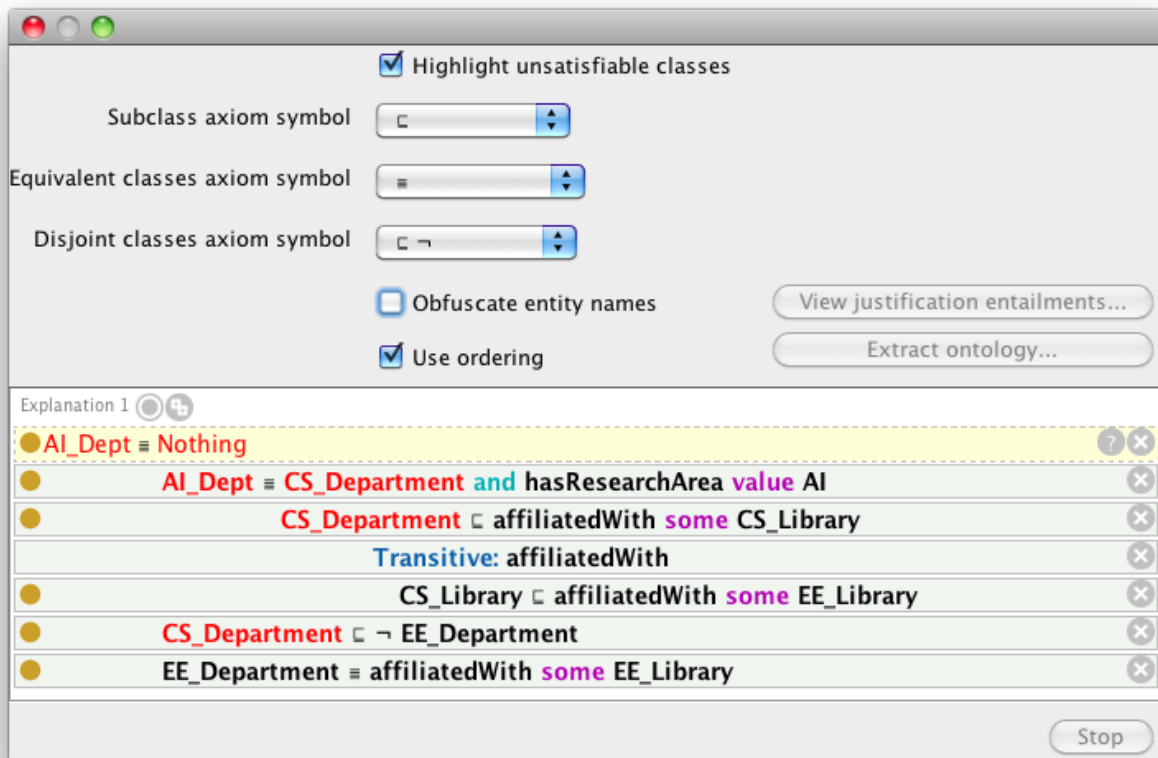 Highlight unsatisfiable classes
Subclass axiom symbol ⊏
Equivalent classes axiom symbol ≡
Disjoint classes axiom symbol ⊏ ¬
Obfuscate entity names View justification entailments...
Use ordering Extract ontology...
Explanation 1
AI_Dept ≡ Nothing ?
AI_Dept ≡ CS_Department and hasResearchArea value AI
CS_Department ⊏ affiliatedWith some CS_Library
Transitive: affiliatedWith
CS_Library ⊏ affiliatedWith some EE_Library
CS_Department ⊏ ¬ EE_Department
EE_Department ≡ affiliatedWith some EE_Library
Stop